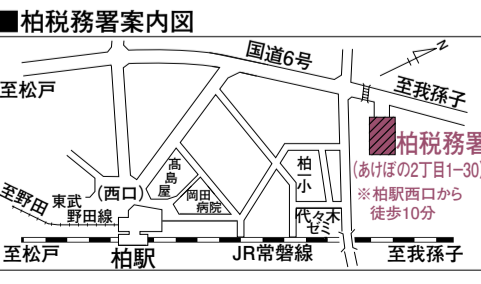 ■柏税務署案内図
国道6号
N
至松戸
至我孫子
柏税務署
(あけぼの2丁目1−30)
※柏駅西口から
徒歩10分
柏
小
髙
島
屋
岡田
病院
(西口)
至野田
東武
野田線
代々木
ゼミ
至松戸
柏駅
JR常磐線
至我孫子